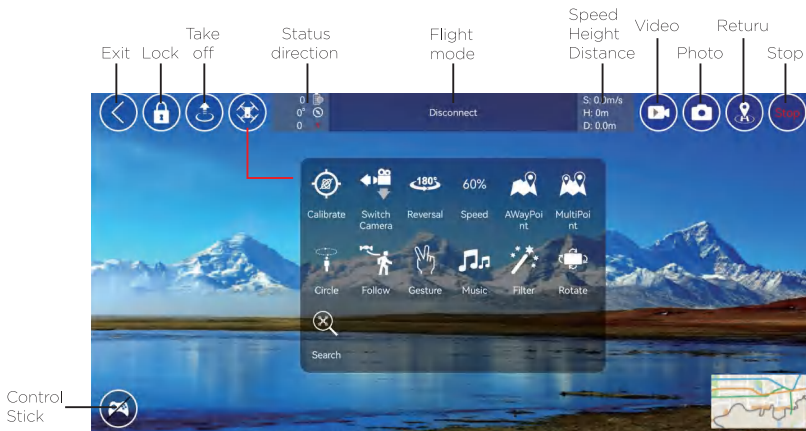 Exit
Lock
Take
off
Status
direction
Flight
mode
Speed
Height
Distance
Video
Photo
Returu
Stop
0
0°
0
Disconnect
S: 0.0m/s
H: 0m
D: 0.0m
Stop
Calibrate
Switch
Camera
180°
Reversal
60%
Speed
AWayPoi
nt
MultiPoi
nt
Circle
Follow
Gesture
Music
Filter
Rotate
Search
Control
Stick